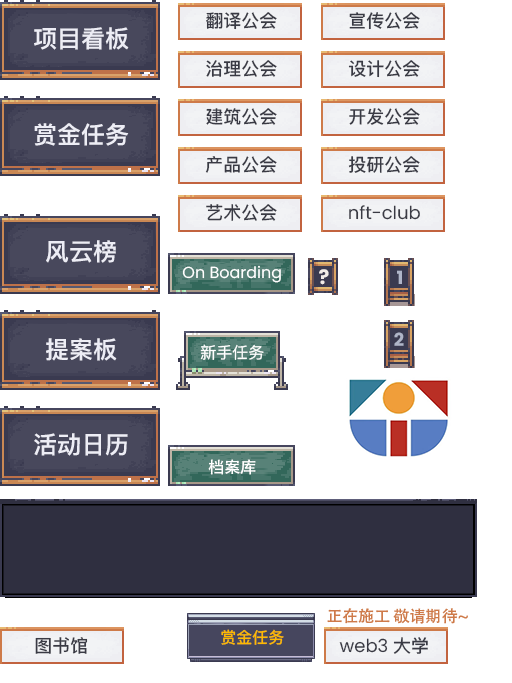 项目看板
翻译公会
宣传公会
治理公会
设计公会
赏金任务
建筑公会
开发公会
产品公会
投研公会
艺术公会
nft-club
风云榜
On Boarding
?
1
提案板
新手任务
2
活动日历
档案库
正在施工 敬请期待~
图书馆
赏金任务
web3 大学